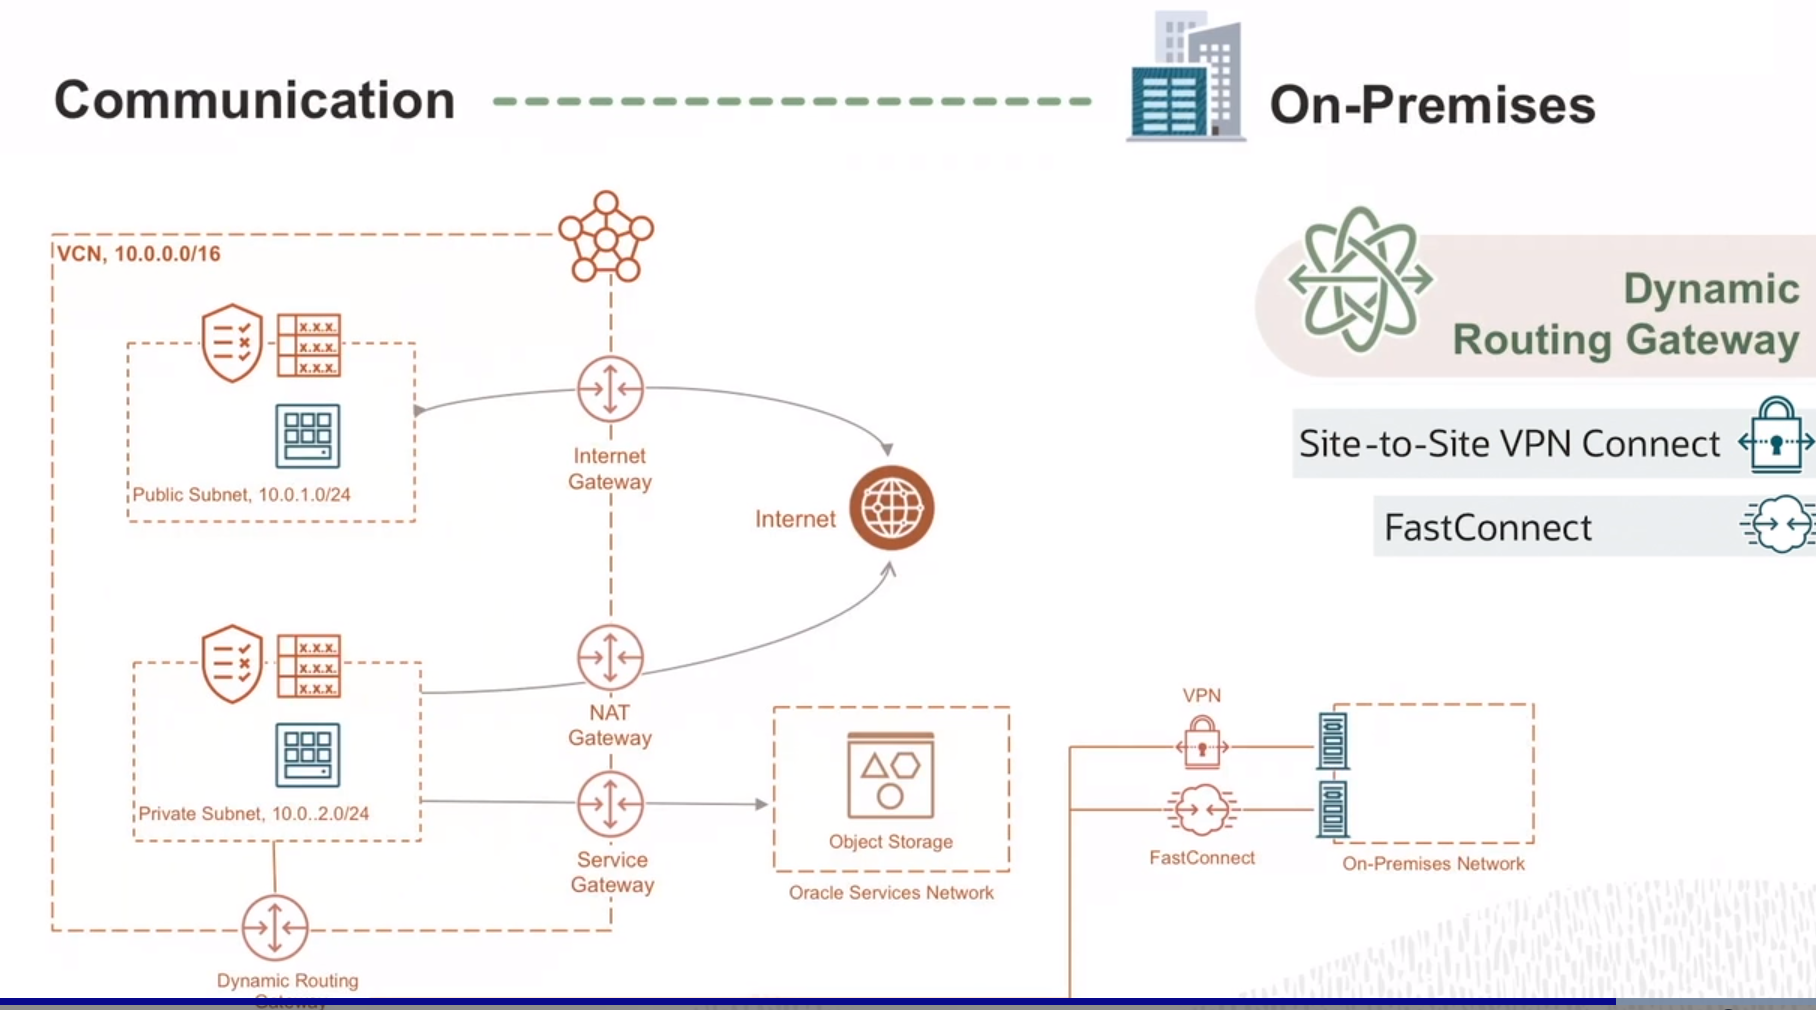 Communication
On-Premises
VCN, 10.0.0.0/16
x.x.x.
x.x.x.
x.x.x.
Public Subnet, 10.0.1.0/24
Internet
Gateway
Internet
Dynamic
Routing Gateway
Site-to-Site VPN Connect
FastConnect
x.x.x.
x.x.x.
x.x.x.
Private Subnet, 10.0..2.0/24
NAT
Gateway
Service
Gateway
Object Storage
Oracle Services Network
VPN
FastConnect
On-Premises Network
Dynamic Routing
Gateway